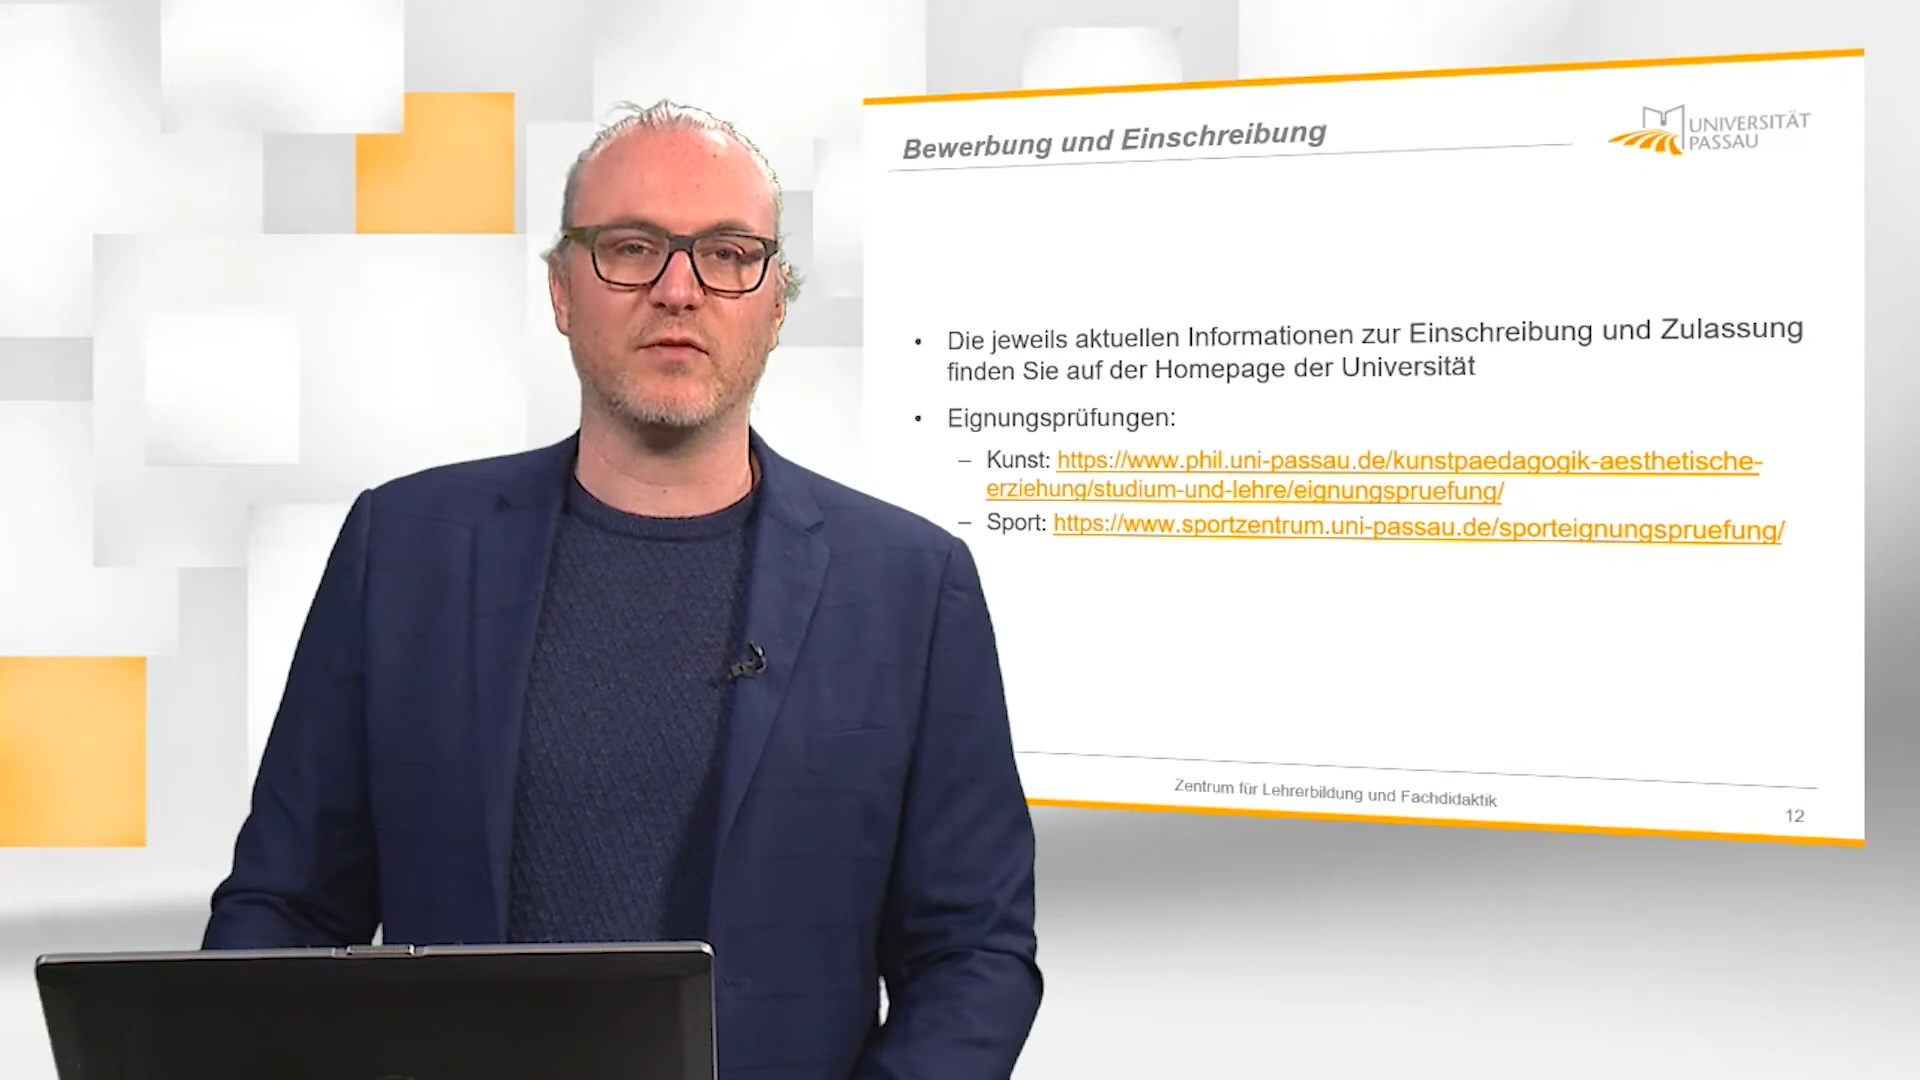 Bewerbung und Einschreibung
UNIVERSITÄT
PASSAU
• Die jeweils aktuellen Informationen zur Einschreibung und Zulassung
finden Sie auf der Homepage der Universität
• Eignungsprüfungen:
– Kunst: https://www.phil.uni-passau.de/kunstpaedagogik-aesthetische-
erziehung/studium-und-lehre/eignungspruefung/
– Sport: https://www.sportzentrum.uni-passau.de/sporteignungspruefung/
Zentrum für Lehrerbildung und Fachdidaktik
12